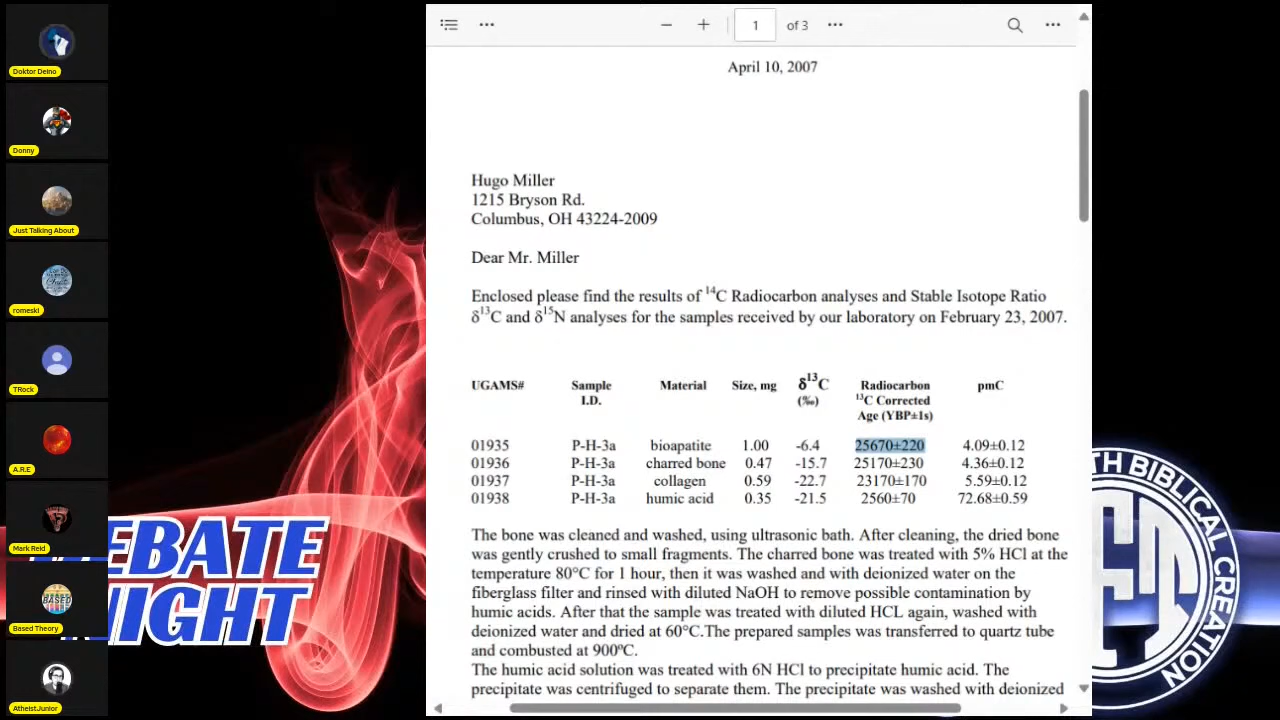 Doktor Deino
Donny
Just Talking About
romeski
TRock
A.R.E
Mark Reid
Based Theory
AtheistJunior
1 of 3
April 10, 2007
Hugo Miller
1215 Bryson Rd.
Columbus, OH 43224-2009
Dear Mr. Miller
Enclosed please find the results of ¹⁴C Radiocarbon analyses and Stable Isotope Ratio
δ¹³C and δ¹⁵N analyses for the samples received by our laboratory on February 23, 2007.
UGAMS# Sample I.D. Material Size, mg δ¹³C (‰) Radiocarbon ¹³C Corrected Age (YBP±1s) pmC
01935 P-H-3a bioapatite 1.00 -6.4 25670±220 4.09±0.12
01936 P-H-3a charred bone 0.47 -15.7 25170±230 4.36±0.12
01937 P-H-3a collagen 0.59 -22.7 23170±170 5.59±0.12
01938 P-H-3a humic acid 0.35 -21.5 2560±70 72.68±0.59
The bone was cleaned and washed, using ultrasonic bath. After cleaning, the dried bone
was gently crushed to small fragments. The charred bone was treated with 5% HCl at the
temperature 80°C for 1 hour, then it was washed and with deionized water on the
fiberglass filter and rinsed with diluted NaOH to remove possible contamination by
humic acids. After that the sample was treated with diluted HCL again, washed with
deionized water and dried at 60°C.The prepared samples was transferred to quartz tube
and combusted at 900ºC.
The humic acid solution was treated with 6N HCl to precipitate humic acid. The
precipitate was centrifuged to separate them. The precipitate was washed with deionized
EBATE
IGHT
TH BIBLICAL CREATION
BASED